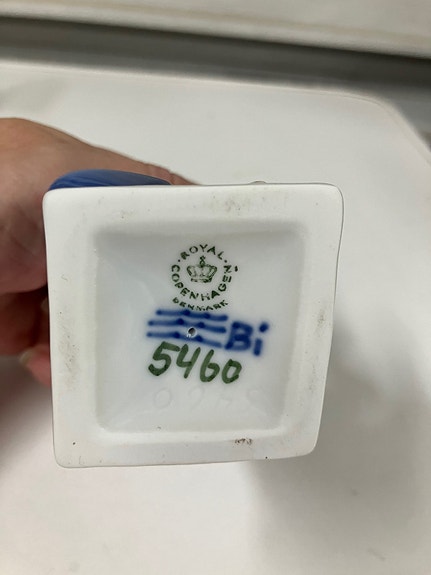 ROYAL
COPENHAGEN
DENMARK
Bi
5460